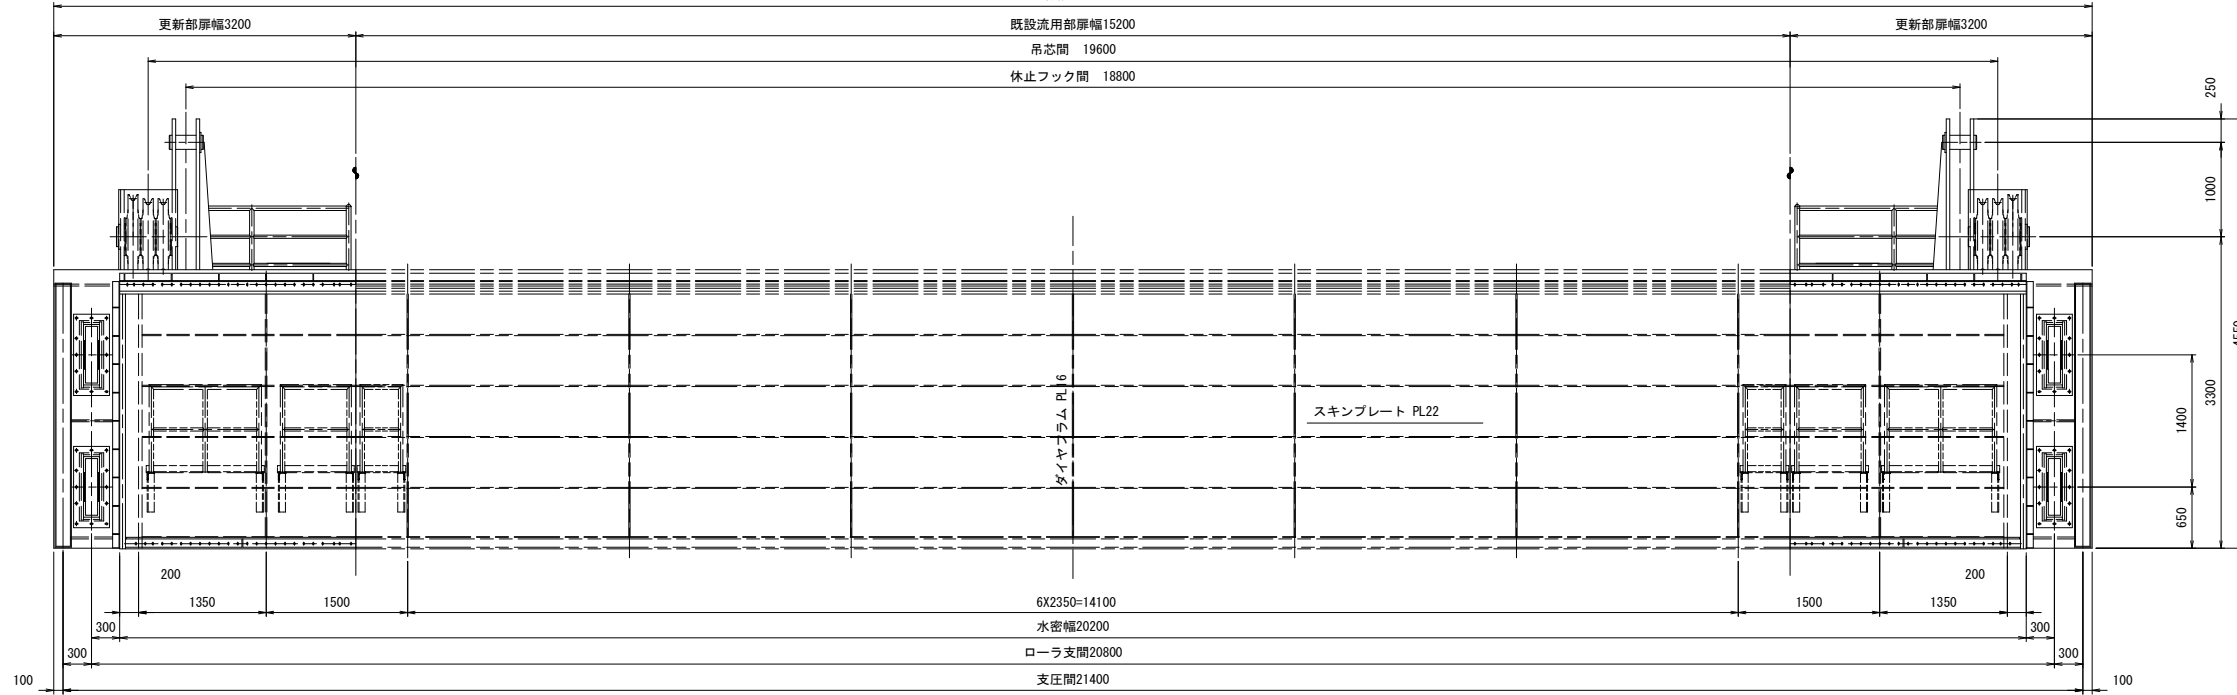 更新部扉幅3200
既設流用部扉幅15200
更新部扉幅3200
吊芯間 19600
休止フック間 18800
250
1000
3300
1400
650
ダイヤフラム PL16
スキンプレート PL22
200
200
1350
1500
6X2350=14100
1500
1350
300
水密幅20200
300
300
ローラ支間20800
300
100
支圧間21400
100